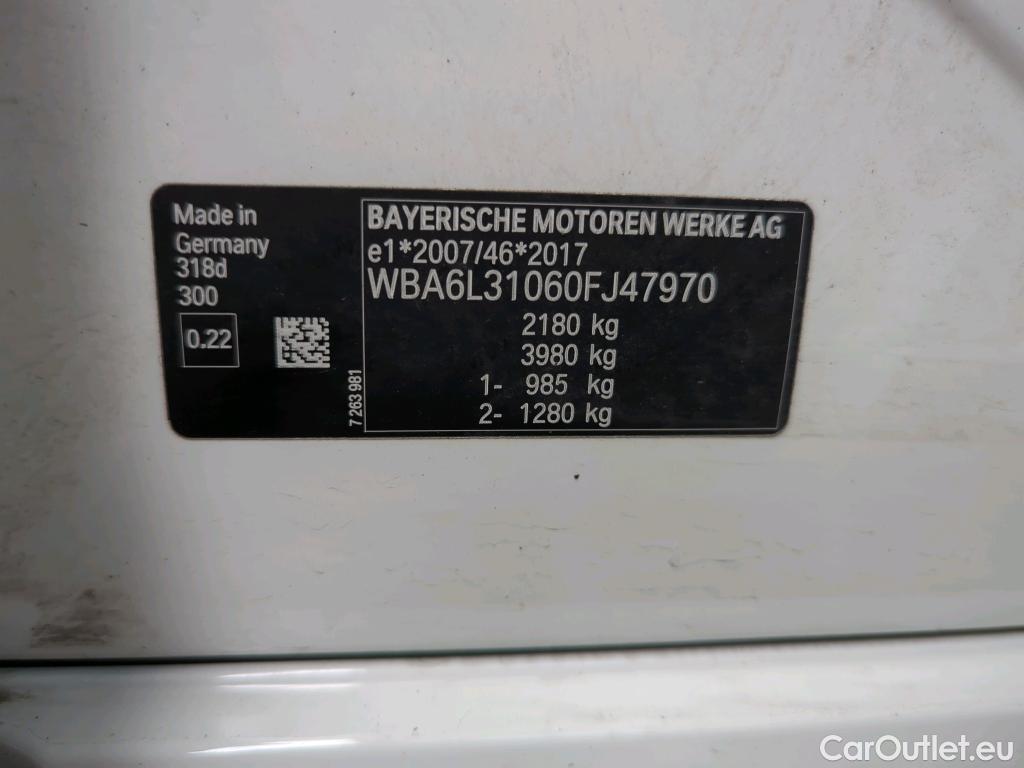 Made in
Germany
318d
300
0.22
7 263 981
BAYERISCHE MOTOREN WERKE AG
e1*2007/46*2017
WBA6L31060FJ47970
2180 kg
3980 kg
1- 985 kg
2- 1280 kg
CarOutlet.eu